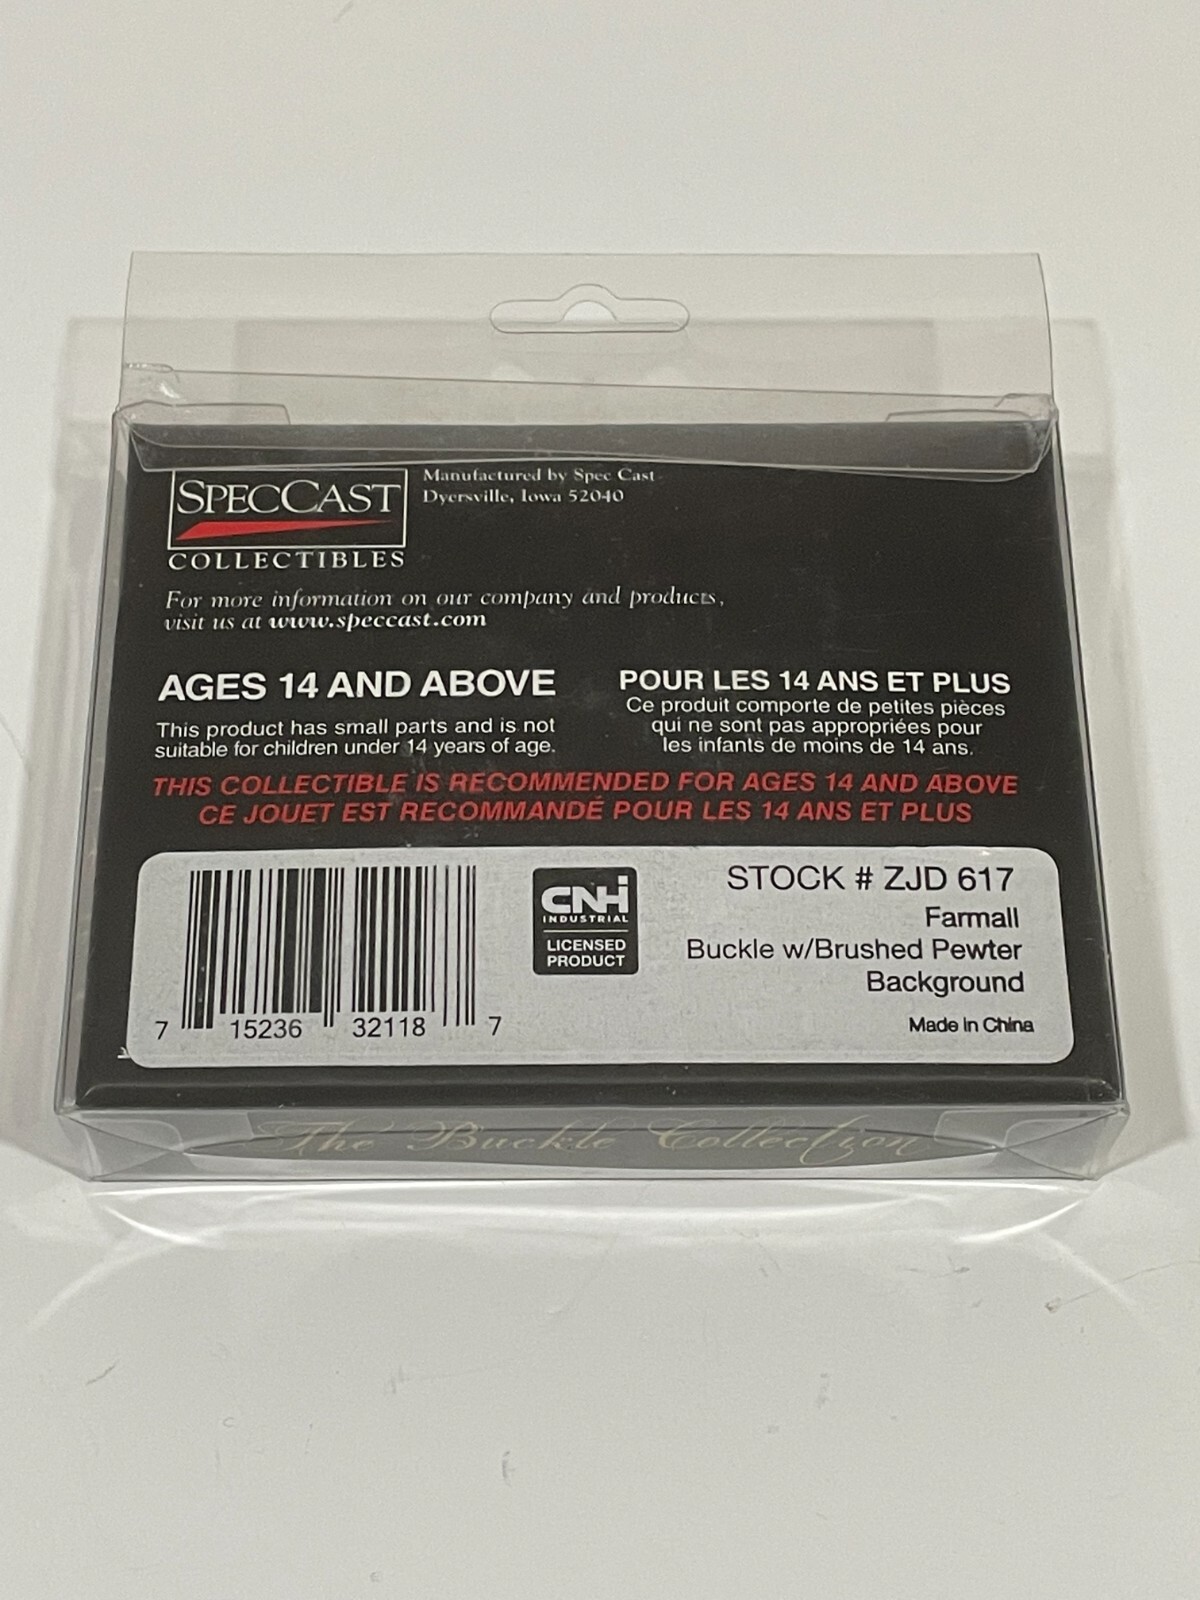 SPECCAST
COLLECTIBLES
Manufactured by Spec Cast
Dyersville, Iowa 52040
For more information on our company and products,
visit us at www.speccast.com
AGES 14 AND ABOVE
This product has small parts and is not
suitable for children under 14 years of age.
POUR LES 14 ANS ET PLUS
Ce produit comporte de petites pièces
qui ne sont pas appropriées pour
les infants de moins de 14 ans.
THIS COLLECTIBLE IS RECOMMENDED FOR AGES 14 AND ABOVE
CE JOUET EST RECOMMANDÉ POUR LES 14 ANS ET PLUS
7 15236 32118 7
CNH
INDUSTRIAL
LICENSED
PRODUCT
STOCK # ZJD 617
Farmall
Buckle w/Brushed Pewter
Background
Made in China
The Buckle Collection